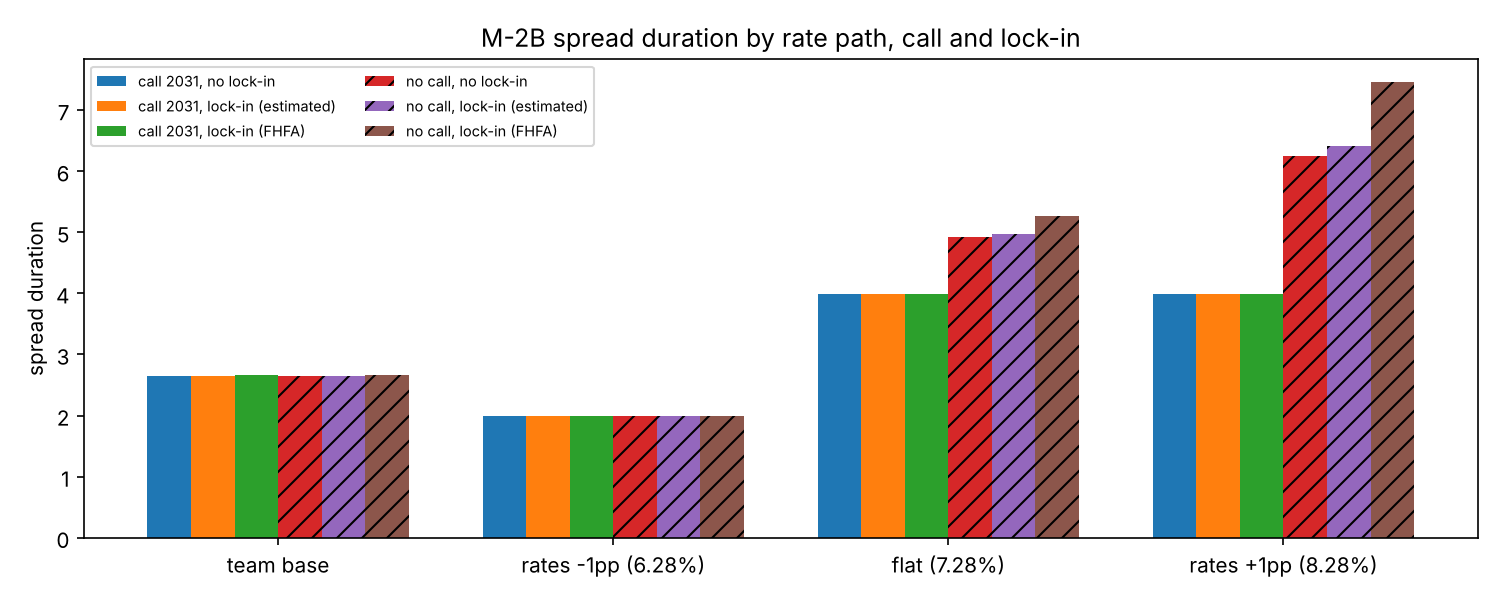 M-2B spread duration by rate path, call and lock-in
call 2031, no lock-in
call 2031, lock-in (estimated)
call 2031, lock-in (FHFA)
no call, no lock-in
no call, lock-in (estimated)
no call, lock-in (FHFA)
spread duration
7
6
5
4
3
2
1
0
team base
rates -1pp (6.28%)
flat (7.28%)
rates +1pp (8.28%)